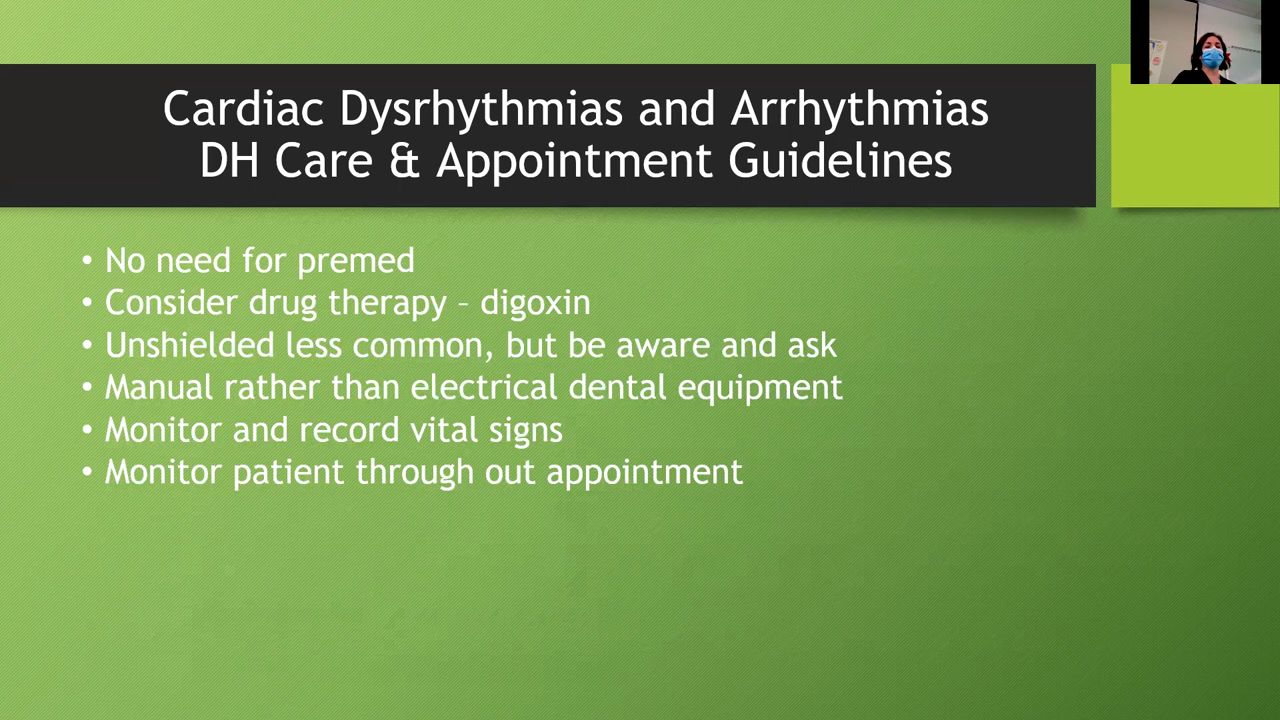 Cardiac Dysrhythmias and Arrhythmias
DH Care & Appointment Guidelines
• No need for premed
• Consider drug therapy – digoxin
• Unshielded less common, but be aware and ask
• Manual rather than electrical dental equipment
• Monitor and record vital signs
• Monitor patient through out appointment